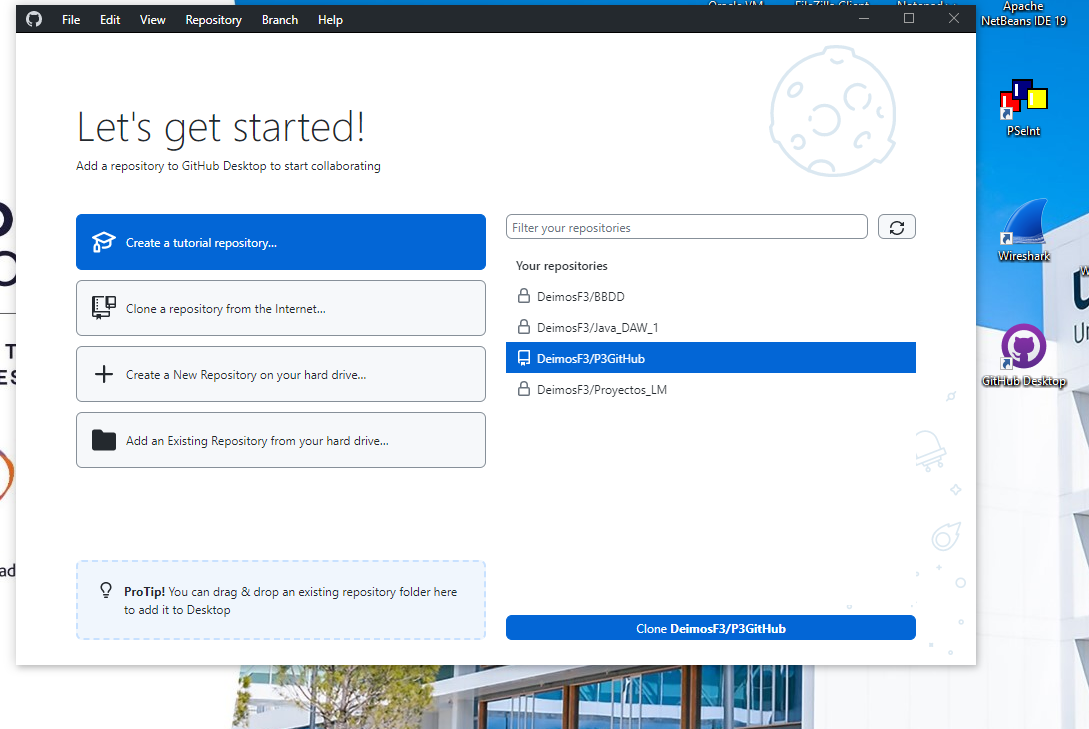 File Edit View Repository Branch Help
Let's get started!
Add a repository to GitHub Desktop to start collaborating
Create a tutorial repository...
Clone a repository from the Internet...
Create a New Repository on your hard drive...
Add an Existing Repository from your hard drive...
ProTip! You can drag & drop an existing repository folder here
to add it to Desktop
Filter your repositories
Your repositories
DeimosF3/BBDD
DeimosF3/Java_DAW_1
DeimosF3/P3GitHub
DeimosF3/Proyectos_LM
Clone DeimosF3/P3GitHub
Apache
NetBeans IDE 19
PSeInt
Wireshark
GitHub Desktop